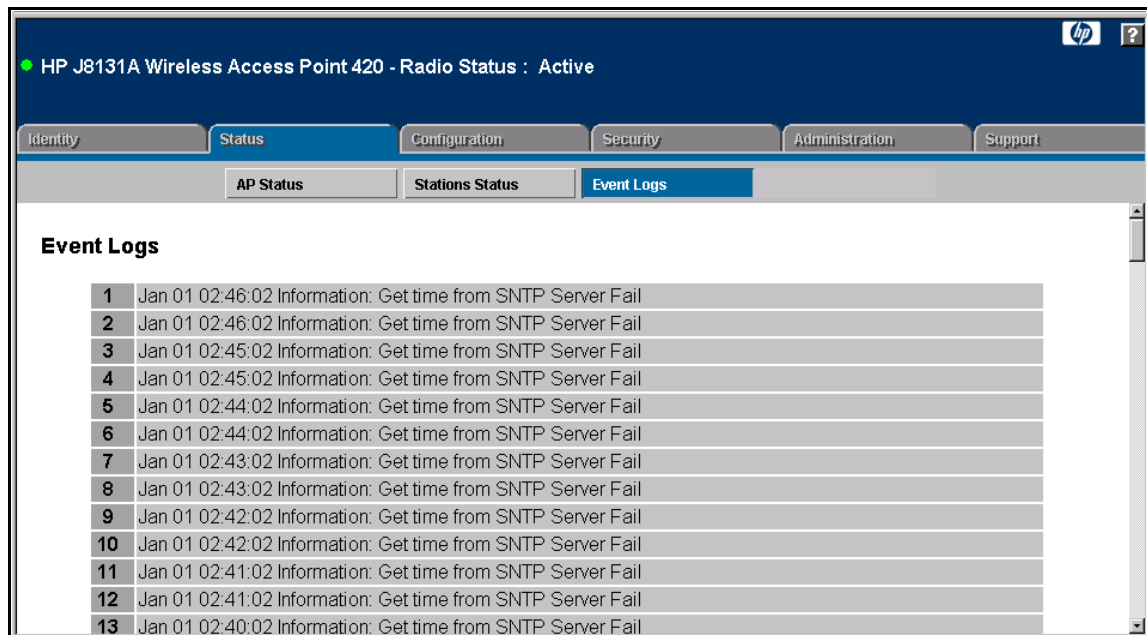 hp ?
HP J8131A Wireless Access Point 420 - Radio Status : Active
Identity Status Configuration Security Administration Support
AP Status Stations Status Event Logs
Event Logs
1 Jan 01 02:46:02 Information: Get time from SNTP Server Fail
2 Jan 01 02:46:02 Information: Get time from SNTP Server Fail
3 Jan 01 02:45:02 Information: Get time from SNTP Server Fail
4 Jan 01 02:45:02 Information: Get time from SNTP Server Fail
5 Jan 01 02:44:02 Information: Get time from SNTP Server Fail
6 Jan 01 02:44:02 Information: Get time from SNTP Server Fail
7 Jan 01 02:43:02 Information: Get time from SNTP Server Fail
8 Jan 01 02:43:02 Information: Get time from SNTP Server Fail
9 Jan 01 02:42:02 Information: Get time from SNTP Server Fail
10 Jan 01 02:42:02 Information: Get time from SNTP Server Fail
11 Jan 01 02:41:02 Information: Get time from SNTP Server Fail
12 Jan 01 02:41:02 Information: Get time from SNTP Server Fail
13 Jan 01 02:40:02 Information: Get time from SNTP Server Fail